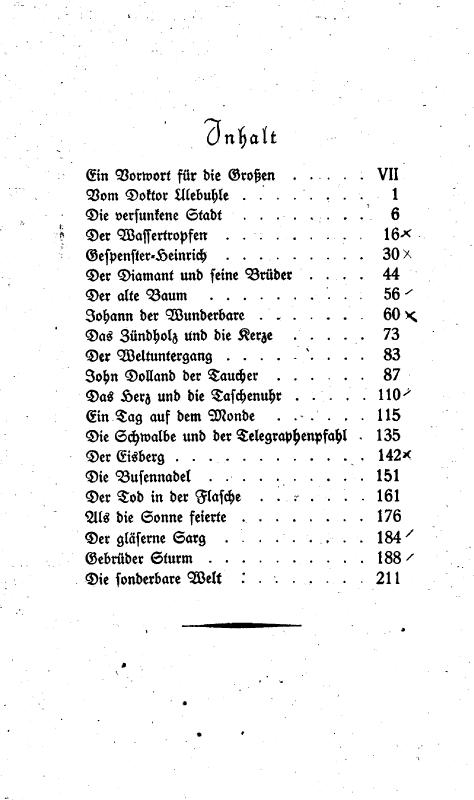 Inhalt
Ein Vorwort für die Großen . . . . . VII
Vom Doktor Ulebuhle . . . . . . . . 1
Die versunkene Stadt . . . . . . . . 6
Der Wassertropfen . . . . . . . . . 16×
Gespenster-Heinrich . . . . . . . . 30×
Der Diamant und seine Brüder . . . . 44
Der alte Baum . . . . . . . . . . 56
Johann der Wunderbare . . . . . . . 60×
Das Zündholz und die Kerze . . . . . 73
Der Weltuntergang . . . . . . . . . 83
John Dolland der Taucher . . . . . . 87
Das Herz und die Taschenuhr . . . . . 110
Ein Tag auf dem Monde . . . . . . 115
Die Schwalbe und der Telegraphenpfahl . 135
Der Eisberg . . . . . . . . . . . 142×
Die Busennadel . . . . . . . . . . 151
Der Tod in der Flasche . . . . . . . 161
Als die Sonne feierte . . . . . . . . 176
Der gläserne Sarg . . . . . . . . . 184
Gebrüder Sturm . . . . . . . . . . 188
Die sonderbare Welt . . . . . . . . 211